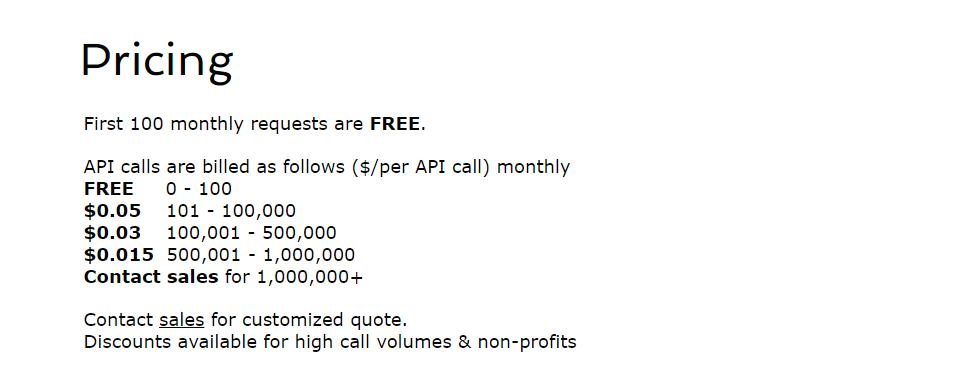 Pricing
First 100 monthly requests are FREE.
API calls are billed as follows ($/per API call) monthly
FREE 0 - 100
$0.05 101 - 100,000
$0.03 100,001 - 500,000
$0.015 500,001 - 1,000,000
Contact sales for 1,000,000+
Contact sales for customized quote.
Discounts available for high call volumes & non-profits